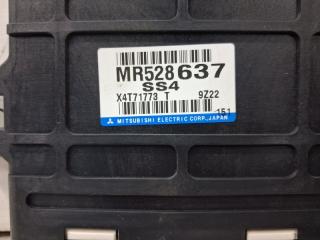 MR528637
SS4
X4T71773 T 9Z22
151
MITSUBISHI ELECTRIC CORP.,JAPAN